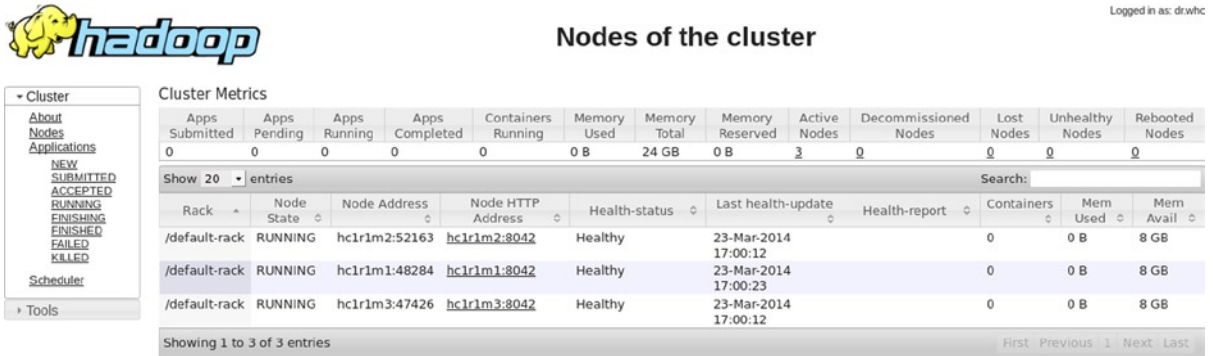 Logged in as: dr.who
hadoop
Nodes of the cluster
Cluster
About
Nodes
Applications
NEW
SUBMITTED
ACCEPTED
RUNNING
FINISHING
FINISHED
FAILED
KILLED
Scheduler
Tools
Cluster Metrics
Apps Submitted Apps Pending Apps Running Apps Completed Containers Running Memory Used Memory Total Memory Reserved Active Nodes Decommissioned Nodes Lost Nodes Unhealthy Nodes Rebooted Nodes
0 0 0 0 0 0 B 24 GB 0 B 3 0 0 0 0
Show 20 entries Search:
Rack Node State Node Address Node HTTP Address Health-status Last health-update Health-report Containers Mem Used Mem Avail
/default-rack RUNNING hc1r1m2:52163 hc1r1m2:8042 Healthy 23-Mar-2014 17:00:12 0 0 B 8 GB
/default-rack RUNNING hc1r1m1:48284 hc1r1m1:8042 Healthy 23-Mar-2014 17:00:23 0 0 B 8 GB
/default-rack RUNNING hc1r1m3:47426 hc1r1m3:8042 Healthy 23-Mar-2014 17:00:12 0 0 B 8 GB
Showing 1 to 3 of 3 entries First Previous 1 Next Last